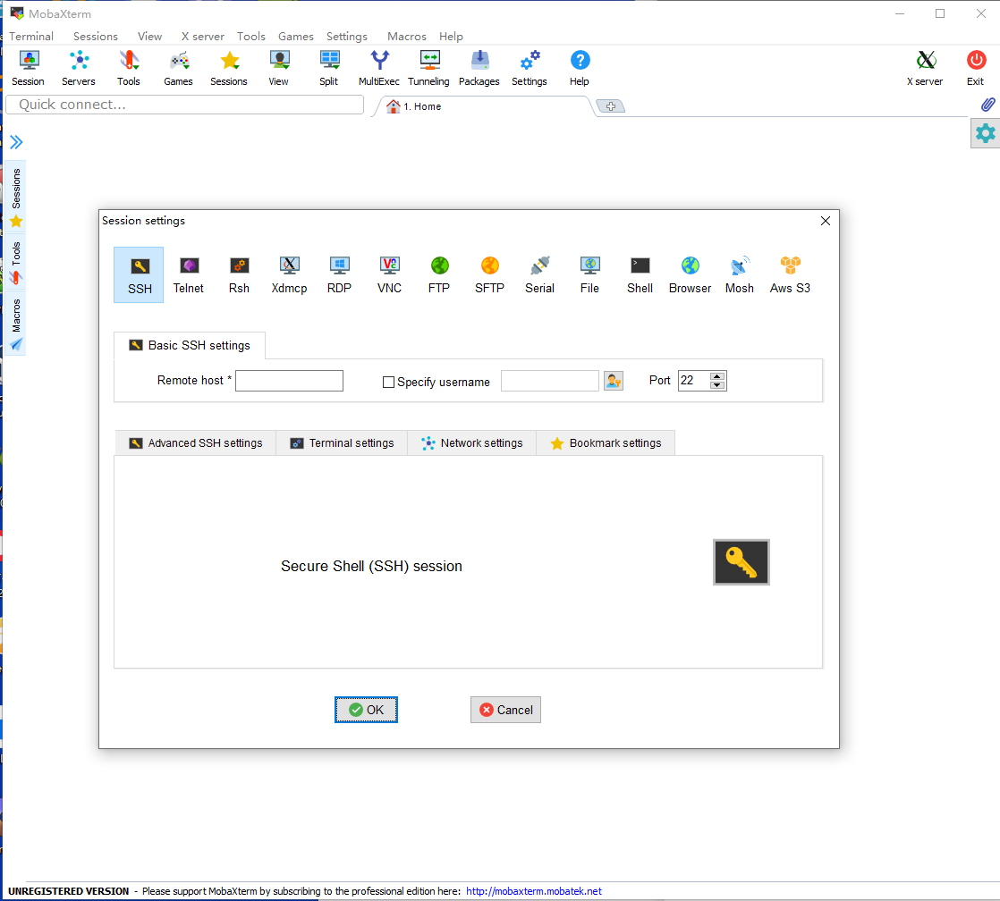 MobaXterm
Terminal Sessions View X server Tools Games Settings Macros Help
Session Servers Tools Games Sessions View Split MultiExec Tunneling Packages Settings Help X server Exit
Quick connect... 1. Home
Sessions
Tools
Macros
Session settings
SSH Telnet Rsh Xdmcp RDP VNC FTP SFTP Serial File Shell Browser Mosh Aws S3
Basic SSH settings
Remote host * Specify username Port 22
Advanced SSH settings Terminal settings Network settings Bookmark settings
Secure Shell (SSH) session
OK Cancel
UNREGISTERED VERSION - Please support MobaXterm by subscribing to the professional edition here: http://mobaxterm.mobatek.net